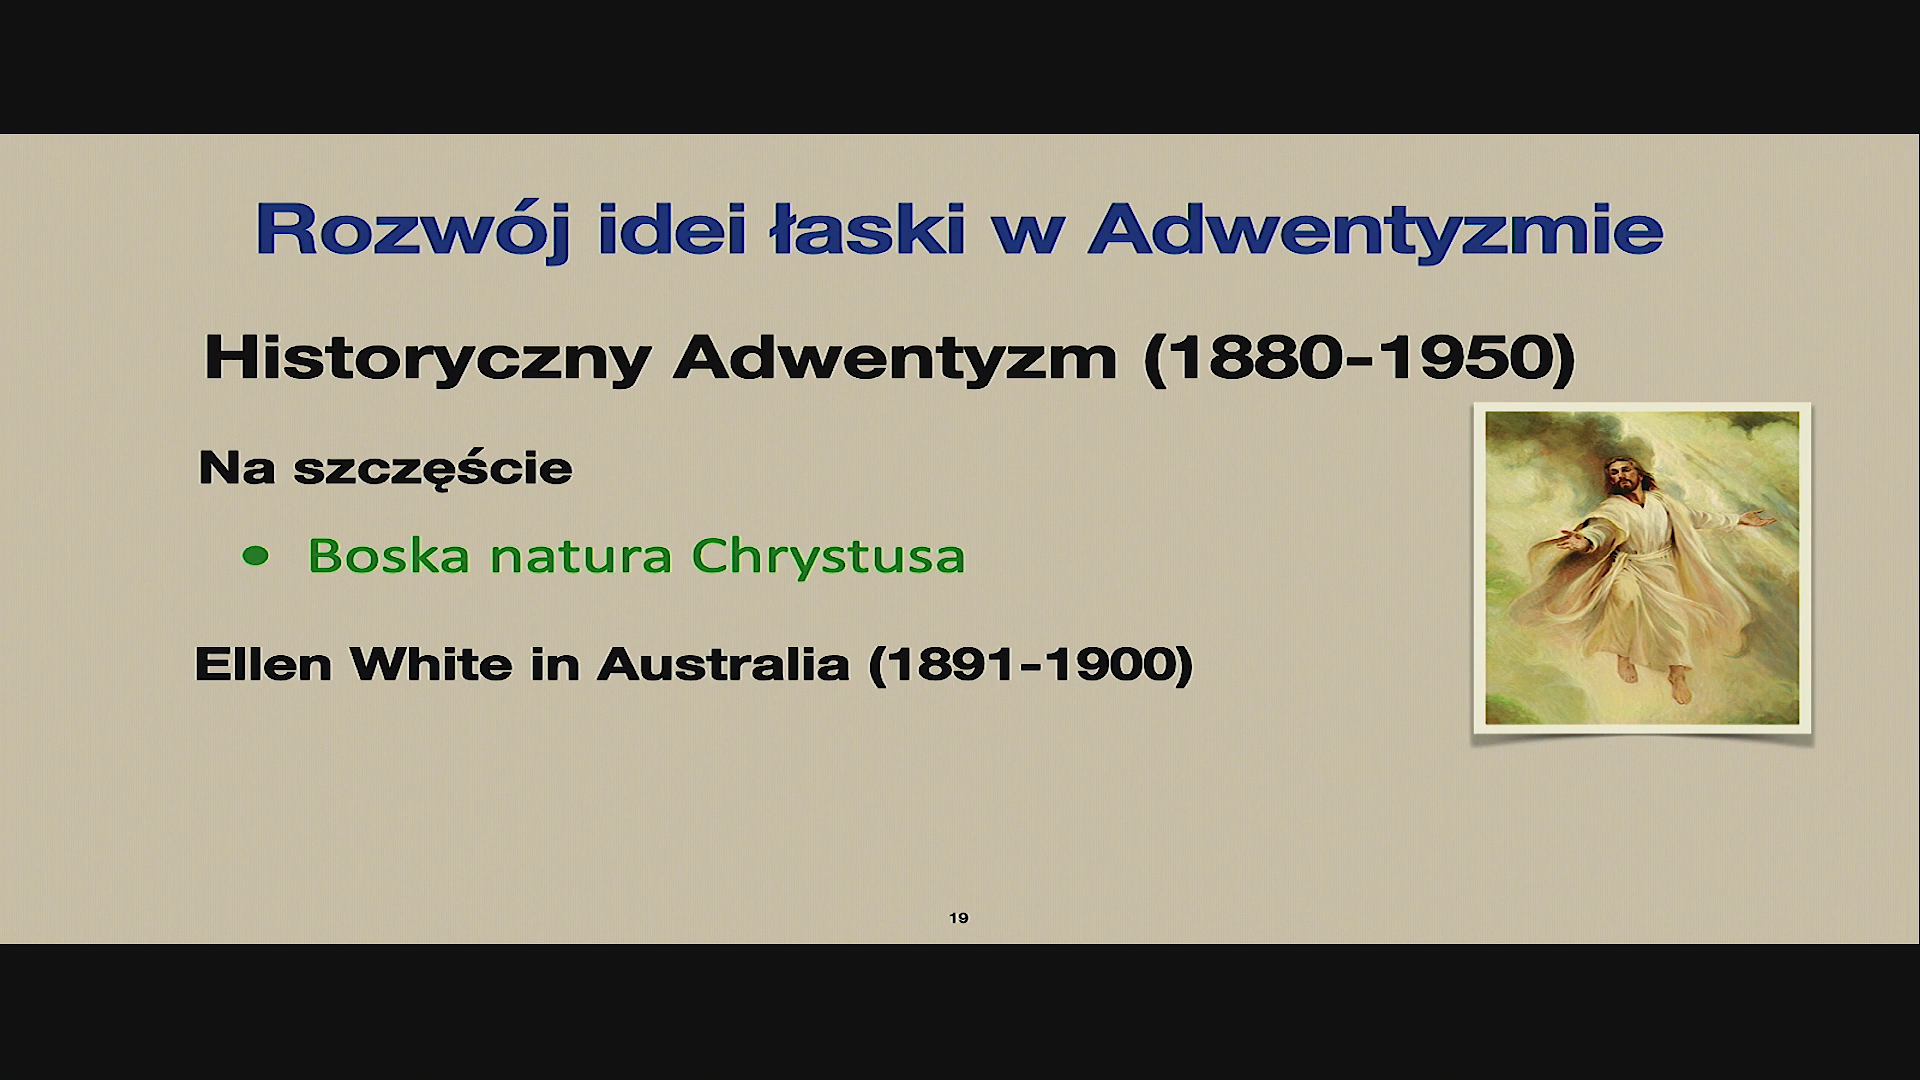 Rozwój idei łaski w Adwentyzmie
Historyczny Adwentyzm (1880-1950)
Na szczęście
• Boska natura Chrystusa
Ellen White in Australia (1891-1900)
19